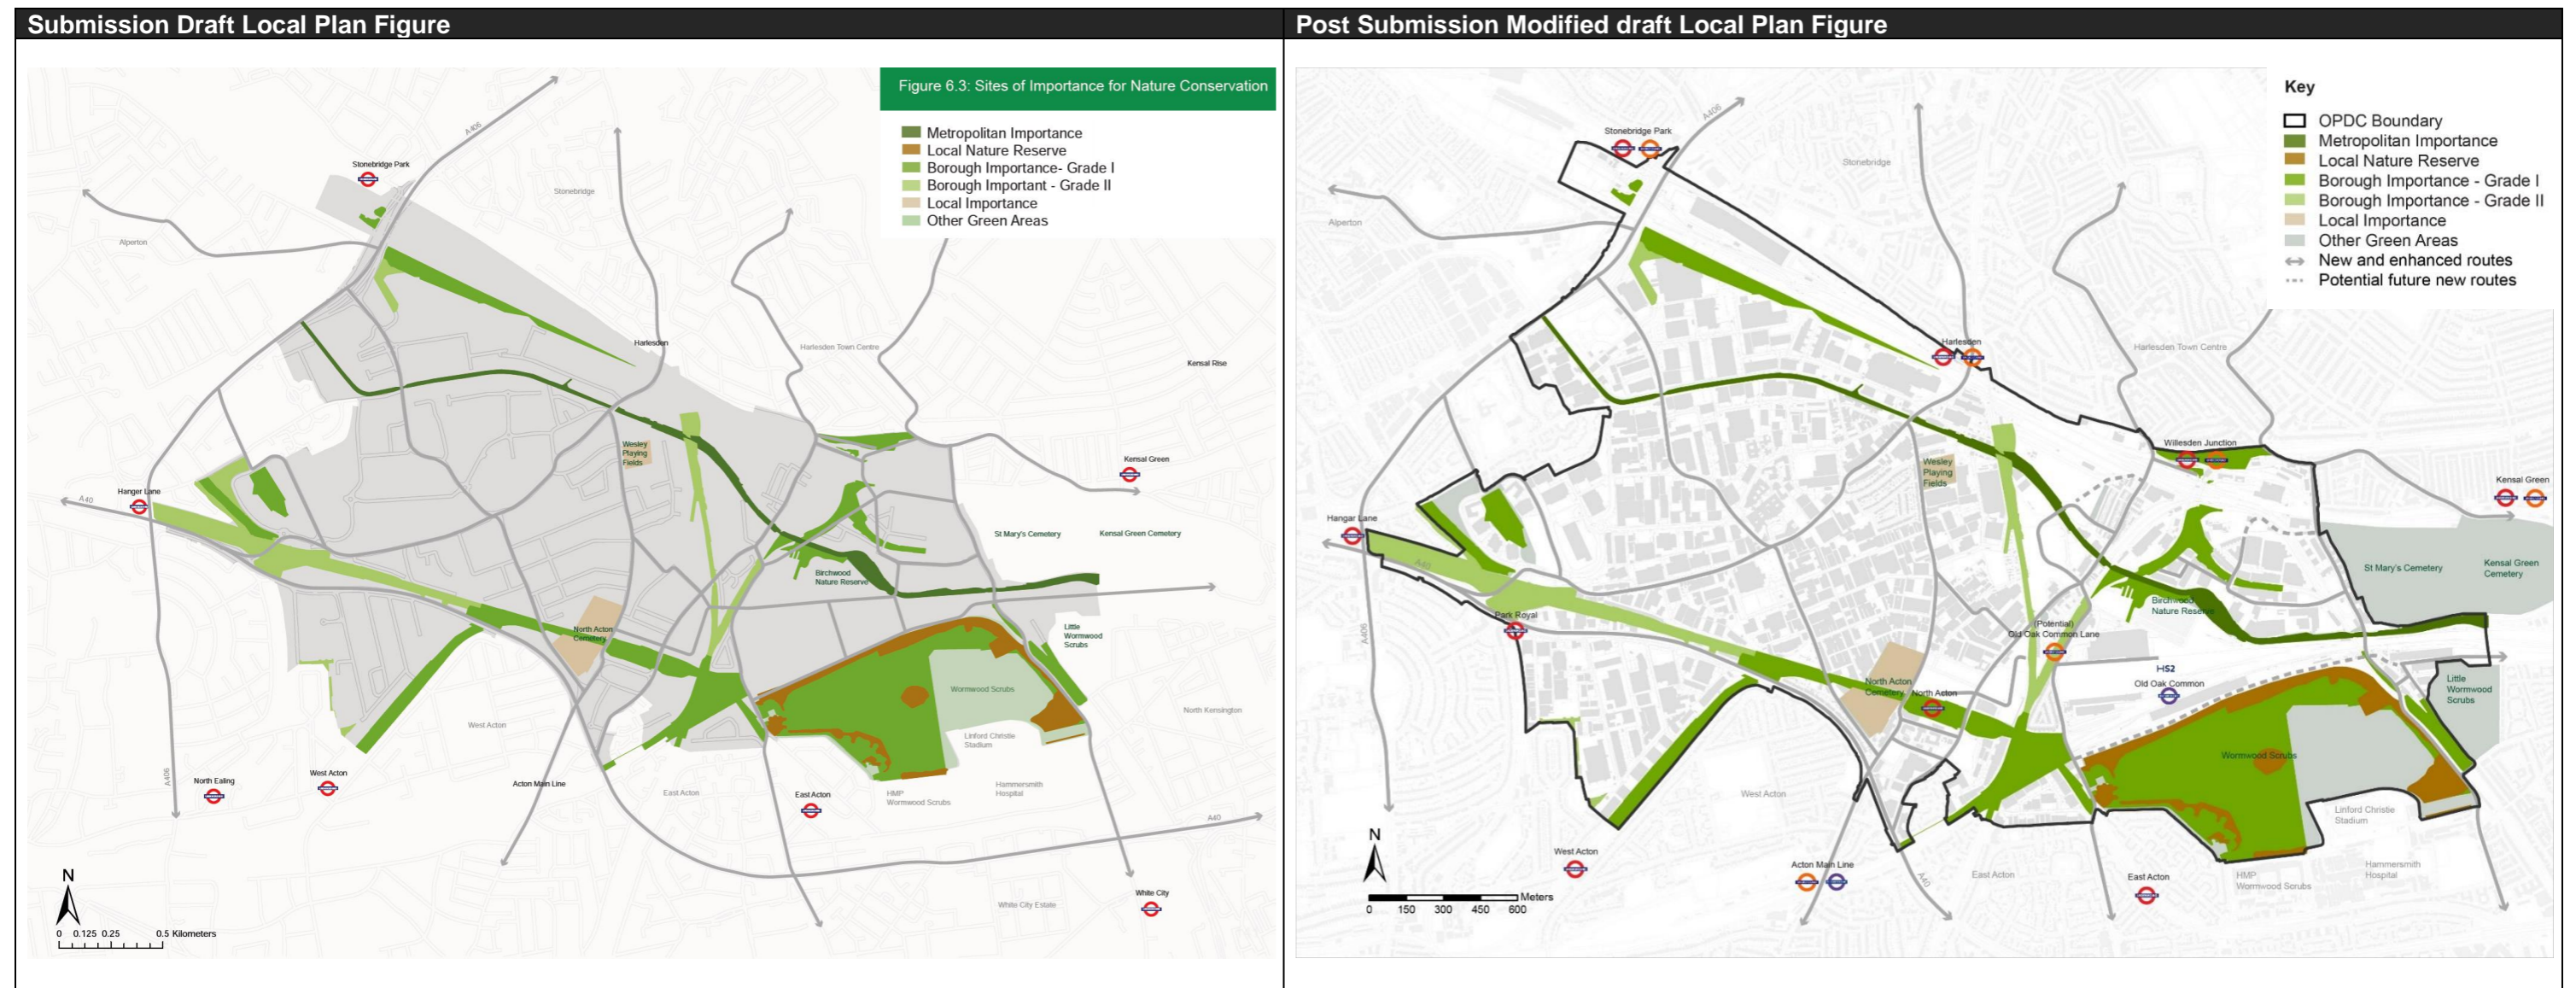 Submission Draft Local Plan Figure
Post Submission Modified draft Local Plan Figure
Figure 6.3: Sites of Importance for Nature Conservation
Metropolitan Importance
Local Nature Reserve
Borough Importance- Grade I
Borough Important - Grade II
Local Importance
Other Green Areas
A406
Stonebridge Park
Stonebridge
Alperton
Harlesden
Harlesden Town Centre
Kensal Rise
Wesley
Playing
Fields
Kensal Green
Hanger Lane
A40
St Mary's Cemetery
Kensal Green Cemetery
Birchwood
Nature Reserve
North Acton
Cemetery
Little
Wormwood
Scrubs
Wormwood Scrubs
North Kensington
West Acton
Linford Christie
Stadium
A406
North Ealing
West Acton
Acton Main Line
East Acton
East Acton
HMP
Wormwood Scrubs
Hammersmith
Hospital
A40
White City
White City Estate
N
0 0.125 0.25 0.5 Kilometers
Key
OPDC Boundary
Metropolitan Importance
Local Nature Reserve
Borough Importance - Grade I
Borough Importance - Grade II
Local Importance
Other Green Areas
New and enhanced routes
Potential future new routes
A406
Stonebridge Park
Stonebridge
Alperton
Harlesden
Harlesden Town Centre
Willesden Junction
Wesley
Playing
Fields
Kensal Green
Hangar Lane
A40
St Mary's Cemetery
Kensal Green
Cemetery
Birchwood
Nature Reserve
Park Royal
A406
(Potential)
Old Oak Common Lane
HS2
Old Oak Common
North Acton
Cemetery
North Acton
Little
Wormwood
Scrubs
Wormwood Scrubs
West Acton
Linford Christie
Stadium
N
West Acton
Acton Main Line
A40
East Acton
East Acton
HMP
Wormwood Scrubs
Hammersmith
Hospital
Meters
0 150 300 450 600